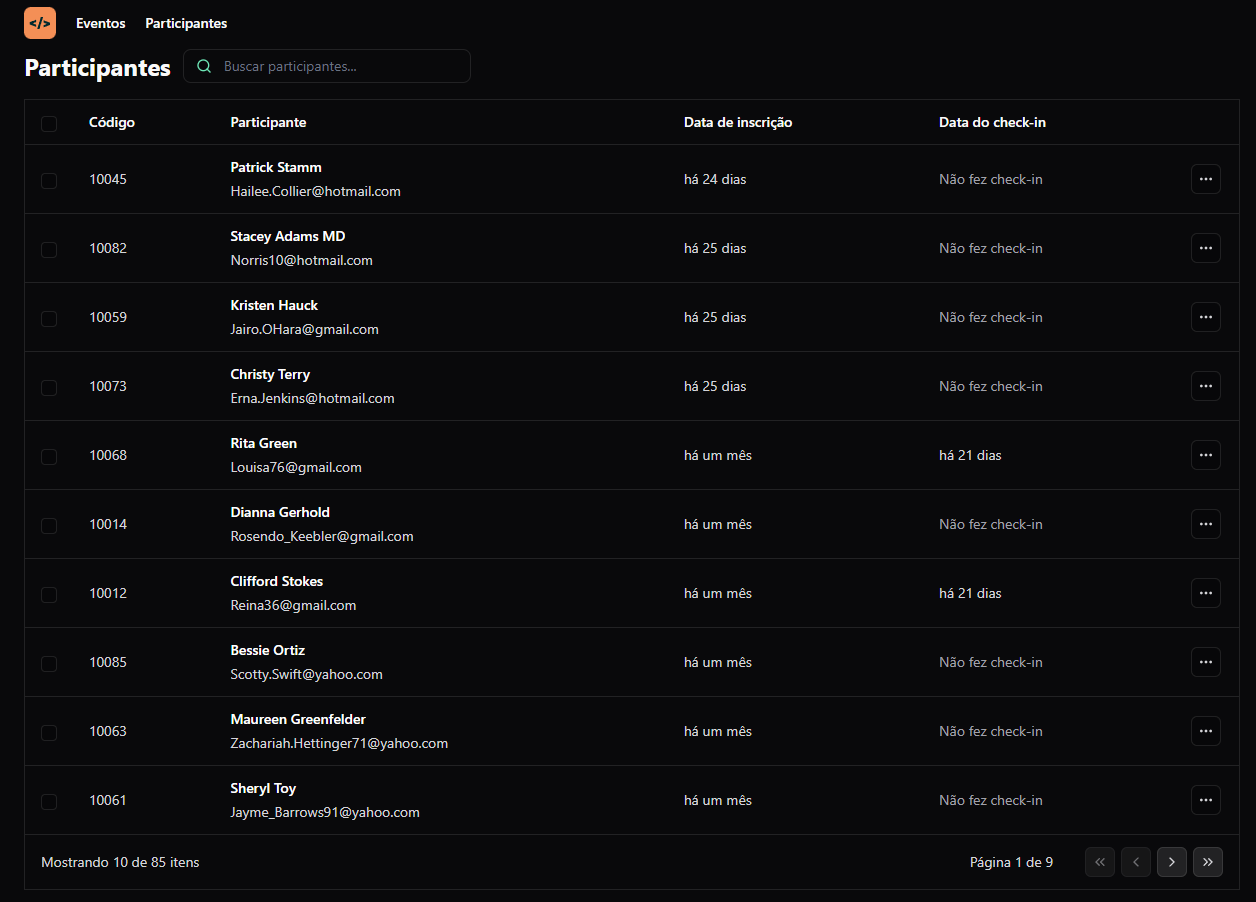 </> Eventos Participantes
Participantes Buscar participantes...
Código Participante Data de inscrição Data do check-in
Patrick Stamm
10045 há 24 dias Não fez check-in
Hailee.Collier@hotmail.com
Stacey Adams MD
10082 há 25 dias Não fez check-in
Norris10@hotmail.com
Kristen Hauck
10059 há 25 dias Não fez check-in
Jairo.OHara@gmail.com
Christy Terry
10073 há 25 dias Não fez check-in
Erna.Jenkins@hotmail.com
Rita Green
10068 há um mês há 21 dias
Louisa76@gmail.com
Dianna Gerhold
10014 há um mês Não fez check-in
Rosendo_Keebler@gmail.com
Clifford Stokes
10012 há um mês há 21 dias
Reina36@gmail.com
Bessie Ortiz
10085 há um mês Não fez check-in
Scotty.Swift@yahoo.com
Maureen Greenfelder
10063 há um mês Não fez check-in
Zachariah.Hettinger71@yahoo.com
Sheryl Toy
10061 há um mês Não fez check-in
Jayme_Barrows91@yahoo.com
Mostrando 10 de 85 itens Página 1 de 9